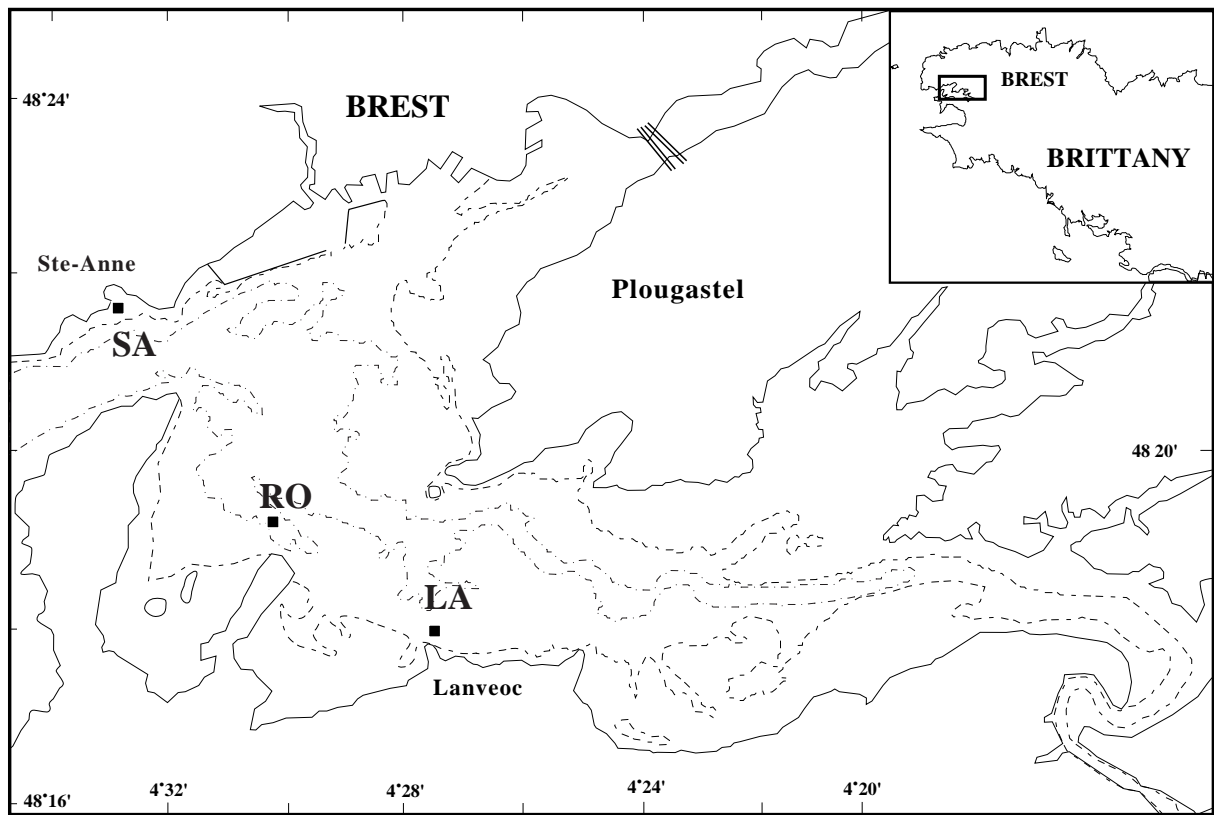 48°24'
BREST
BREST
BRITTANY
Ste-Anne
Plougastel
SA
48 20'
RO
LA
Lanveoc
48°16'
4°32'
4°28'
4°24'
4°20'